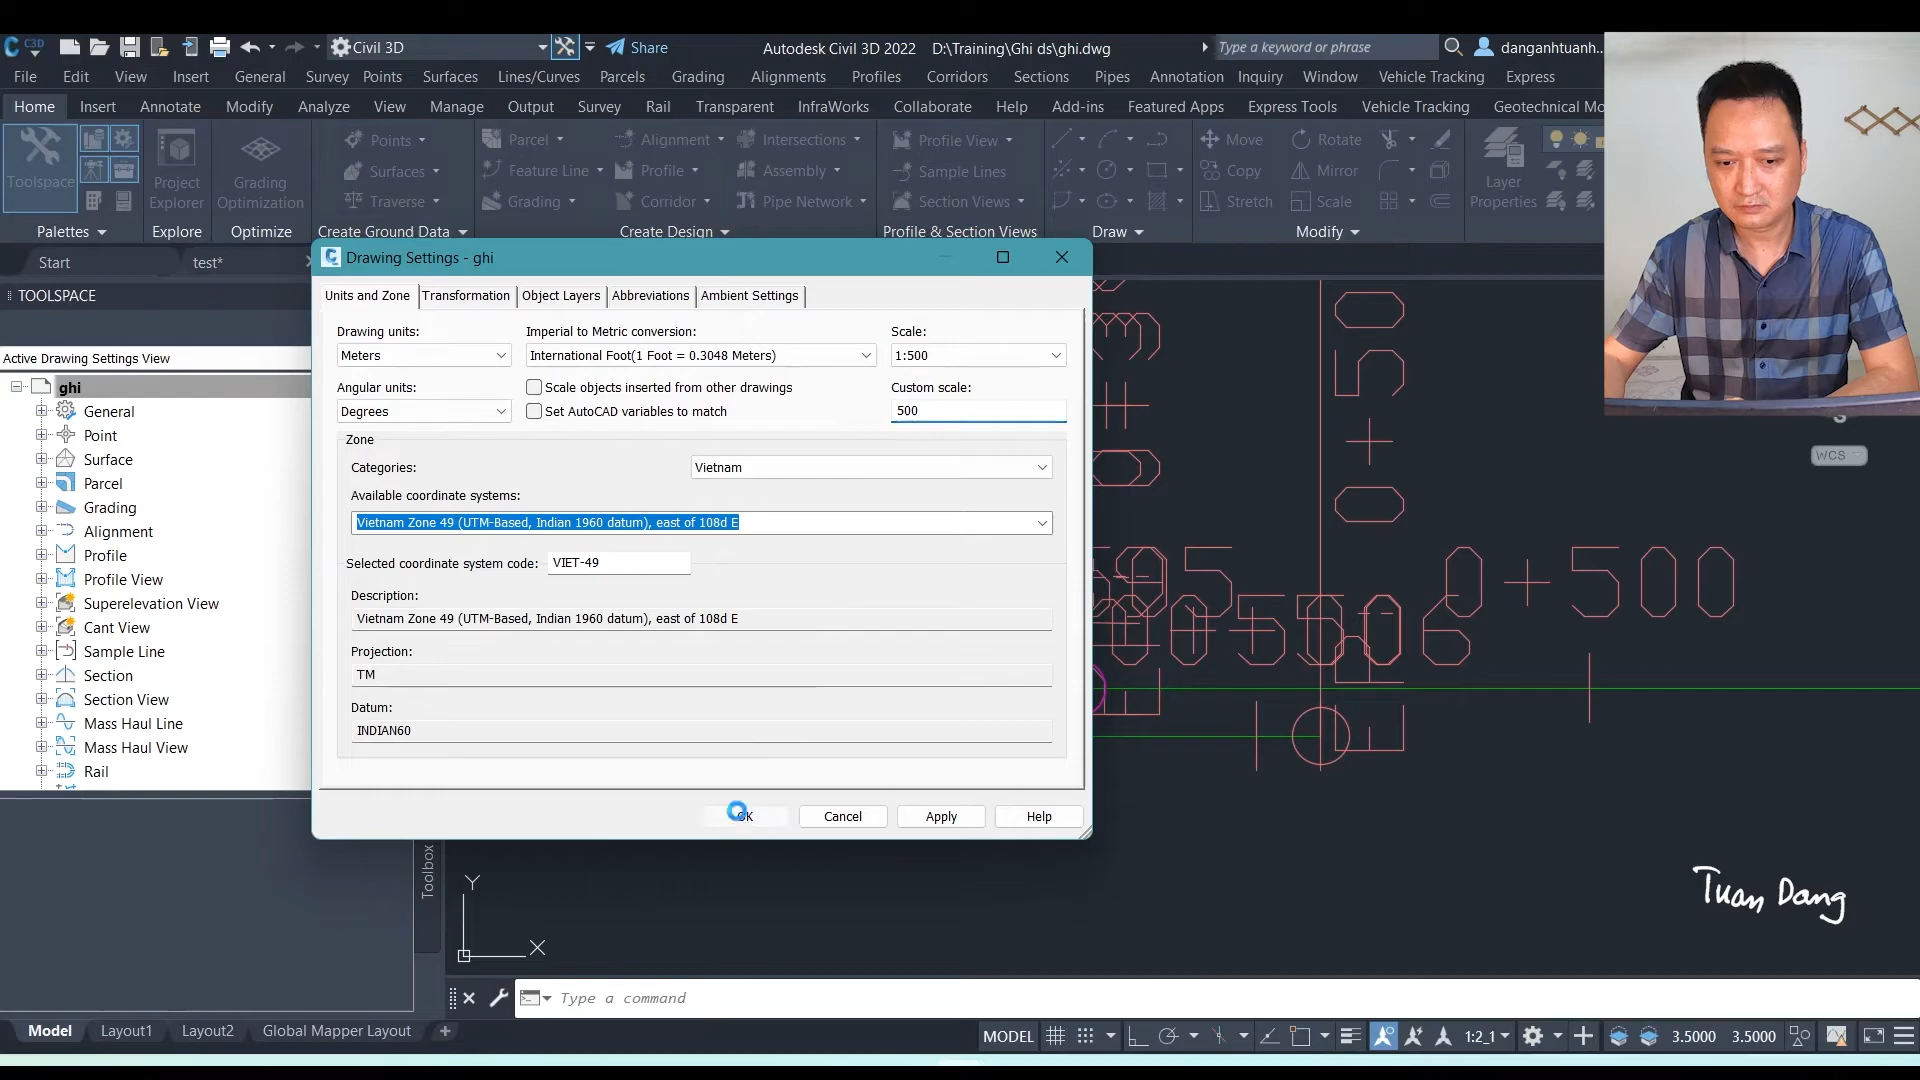 C3D
Civil 3D
Share
Autodesk Civil 3D 2022 D:\Training\Ghi ds\ghi.dwg
Type a keyword or phrase
danganhtuanh...
File Edit View Insert General Survey Points Surfaces Lines/Curves Parcels Grading Alignments Profiles Corridors Sections Pipes Annotation Inquiry Window Vehicle Tracking Express
Home Insert Annotate Modify Analyze View Manage Output Survey Rail Transparent InfraWorks Collaborate Help Add-ins Featured Apps Express Tools Vehicle Tracking Geotechnical Mo
Points Parcel Alignment Intersections Profile View Move Rotate
Toolspace Project Explorer Grading Optimization
Surfaces Feature Line Profile Assembly Sample Lines Copy Mirror
Layer Properties
Traverse Grading Corridor Pipe Network Section Views Stretch Scale
Palettes Explore Optimize Create Ground Data Create Design Profile & Section Views Draw Modify
Start test*
Drawing Settings - ghi
TOOLSPACE
Active Drawing Settings View
ghi
General
Point
Surface
Parcel
Grading
Alignment
Profile
Profile View
Superelevation View
Cant View
Sample Line
Section
Section View
Mass Haul Line
Mass Haul View
Rail
Toolbox
Units and Zone Transformation Object Layers Abbreviations Ambient Settings
Drawing units: Imperial to Metric conversion: Scale:
Meters International Foot(1 Foot = 0.3048 Meters) 1:500
Angular units: Scale objects inserted from other drawings Custom scale:
Degrees Set AutoCAD variables to match 500
Zone
Categories: Vietnam
Available coordinate systems:
Vietnam Zone 49 (UTM-Based, Indian 1960 datum), east of 108d E
Selected coordinate system code: VIET-49
Description:
Vietnam Zone 49 (UTM-Based, Indian 1960 datum), east of 108d E
Projection:
TM
Datum:
INDIAN60
OK Cancel Apply Help
0+500
WCS
Tuan Dang
Y
X
Type a command
Model Layout1 Layout2 Global Mapper Layout +
MODEL 1:2_1 3.5000 3.5000